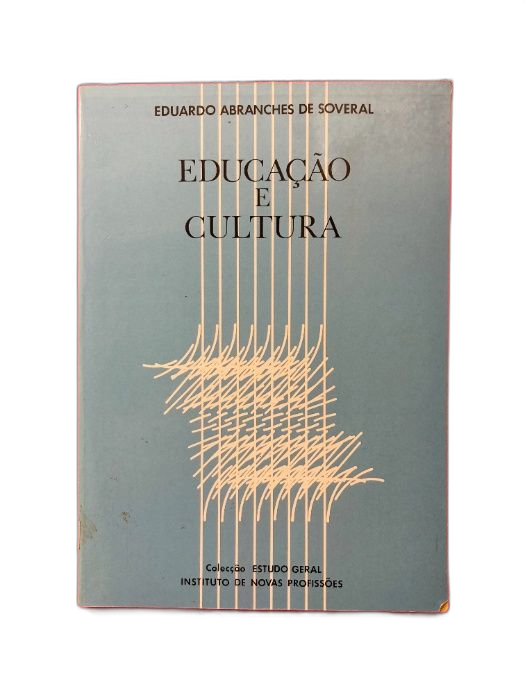 EDUARDO ABRANCHES DE SOVERAL
EDUCAÇÃO
E
CULTURA
Colecção ESTUDO GERAL
INSTITUTO DE NOVAS PROFISSÕES